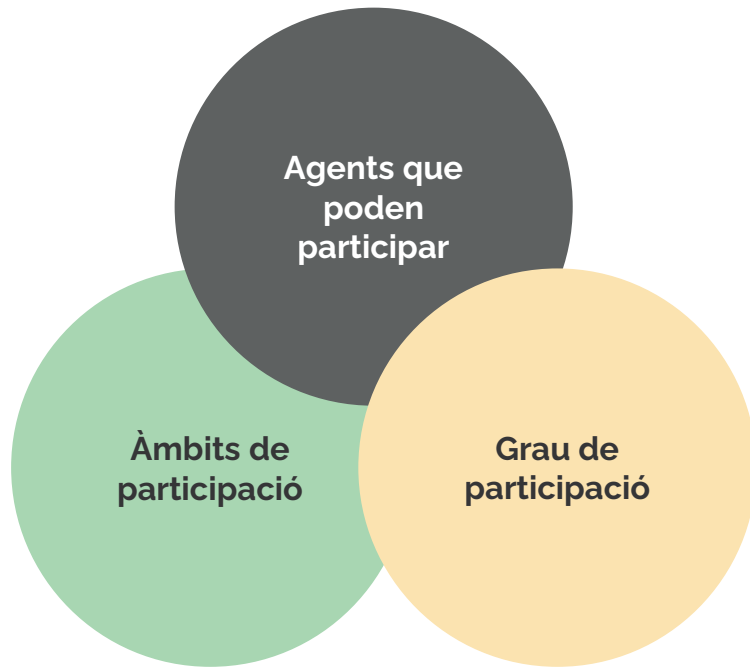 Agents que
poden
participar
Àmbits de
participació
Grau de
participació